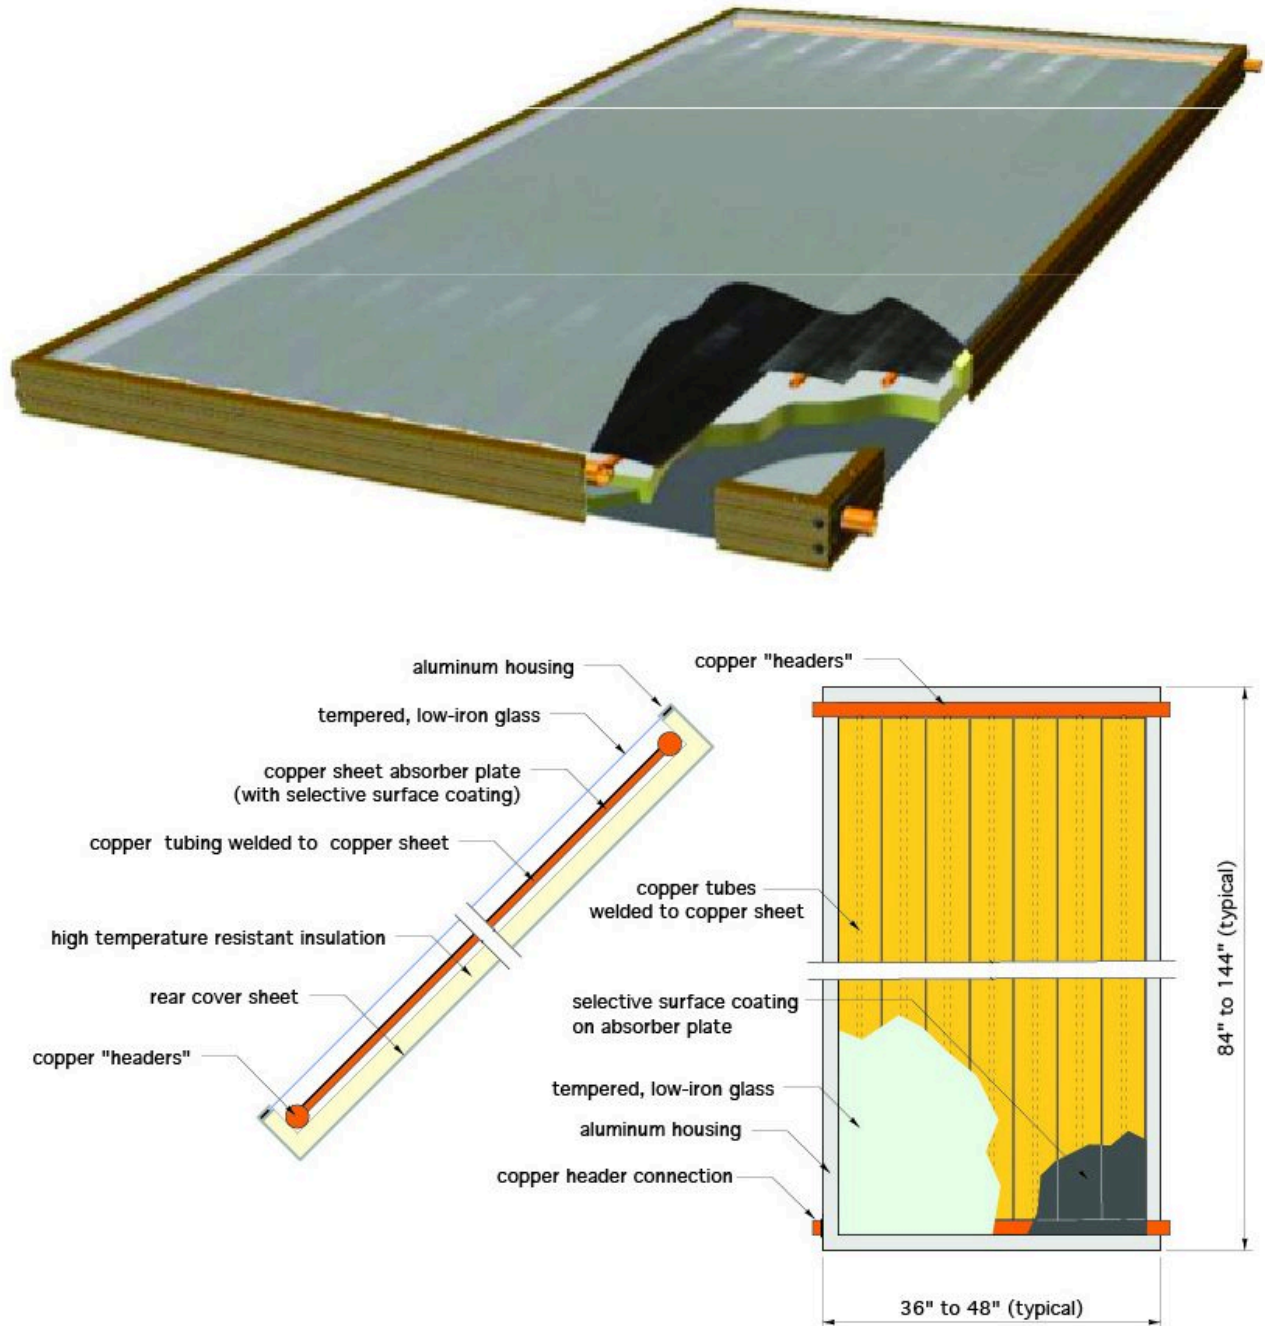 aluminum housing
tempered, low-iron glass
copper sheet absorber plate
(with selective surface coating)
copper tubing welded to copper sheet
high temperature resistant insulation
rear cover sheet
copper "headers"
copper "headers"
copper tubes
welded to copper sheet
selective surface coating
on absorber plate
tempered, low-iron glass
aluminum housing
copper header connection
84" to 144" (typical)
36" to 48" (typical)